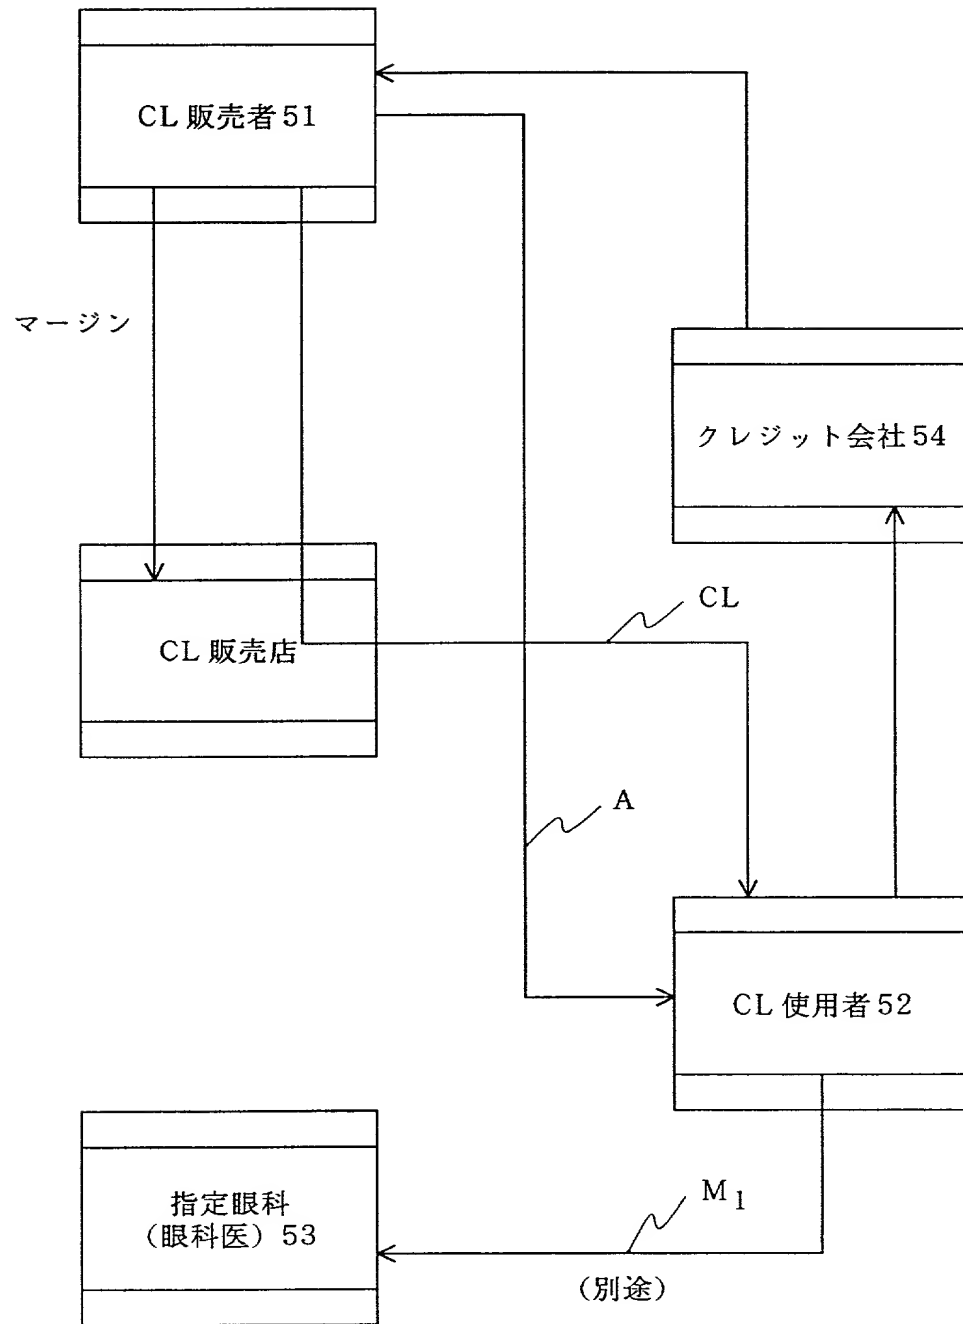 CL 販売者 51
マージン
クレジット会社 54
CL
CL 販売店
A
CL 使用者 52
指定眼科
（眼科医）53
M1
（別途）